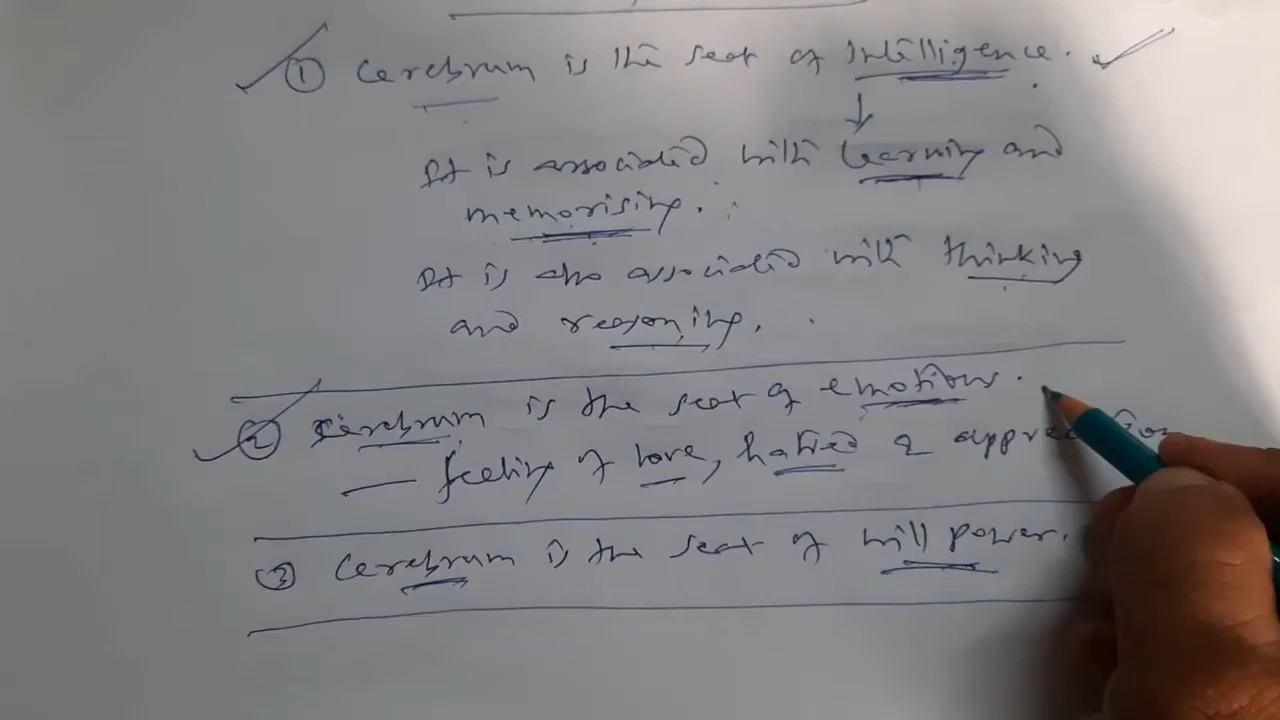 ① Cerebrum is the seat of Intelligence.
↓
It is associated with learning and
memorising.
It is also associated with thinking
and reasoning.
② Cerebrum is the seat of emotions.
— feeling of love, hatred &
③ Cerebrum is the seat of will power.